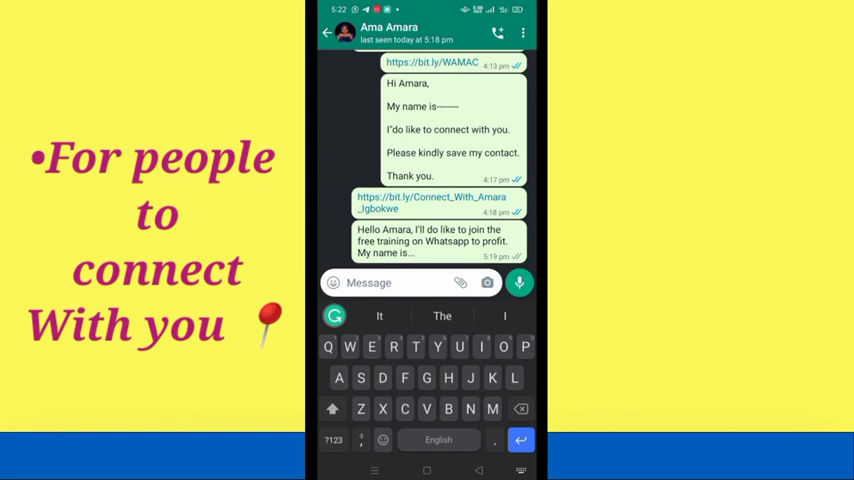 •For people
to
connect
With you
5:22
Ama Amara
last seen today at 5:18 pm
https://bit.ly/WAMAC
4:13 pm
Hi Amara,
My name is--------
I"do like to connect with you.
Please kindly save my contact.
Thank you.
4:17 pm
https://bit.ly/Connect_With_Amara
_Igbokwe
4:18 pm
Hello Amara, I'll do like to join the
free training on Whatsapp to profit.
My name is...
5:19 pm
Message
It The I
Q W E R T Y U I O P
A S D F G H J K L
Z X C V B N M
?123 , English .